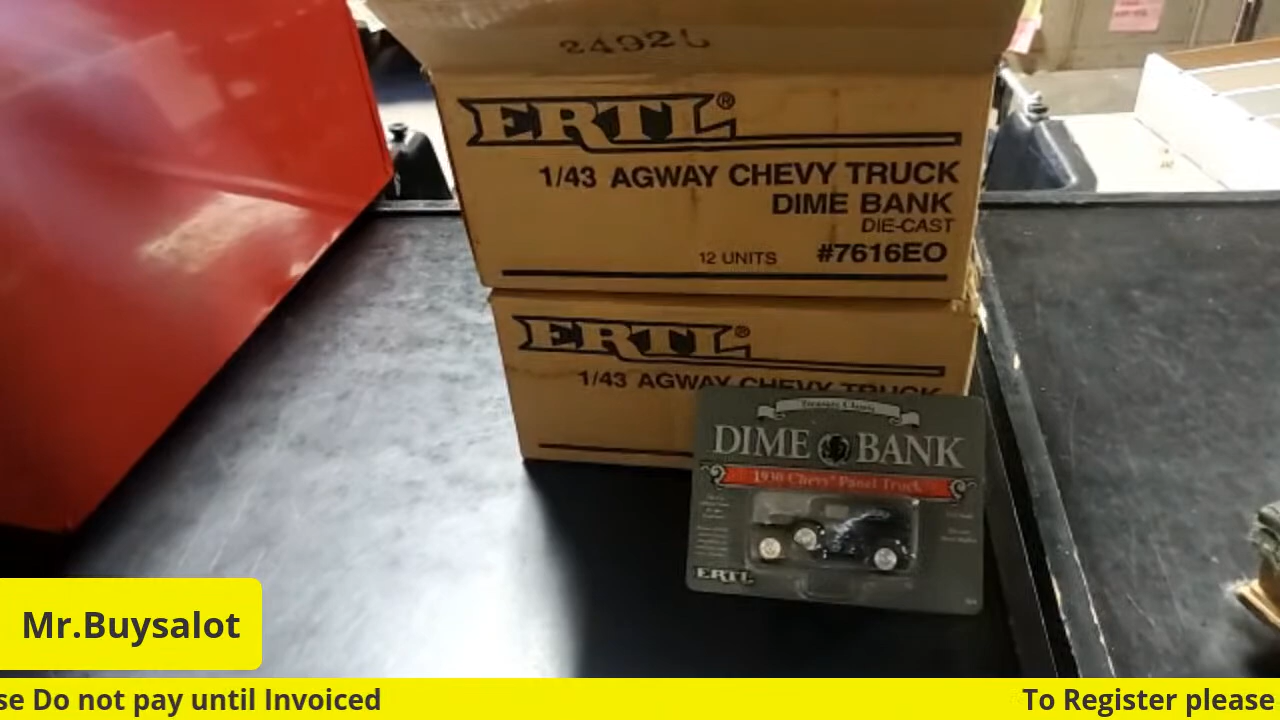 24926
ERTL®
1/43 AGWAY CHEVY TRUCK
DIME BANK
DIE-CAST
12 UNITS #7616EO
ERTL®
1/43 AGWAY CHEVY TRUCK
DIME BANK
1930 Chevy® Panel Truck
ERTL
Mr.Buysalot
se Do not pay until Invoiced
To Register please